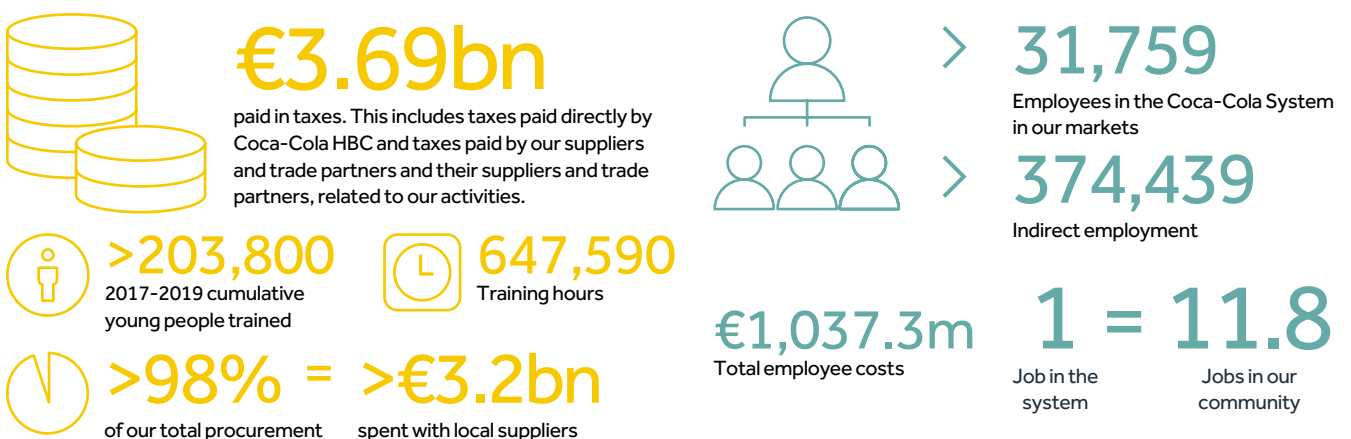 €3.69bn
paid in taxes. This includes taxes paid directly by
Coca-Cola HBC and taxes paid by our suppliers
and trade partners and their suppliers and trade
partners, related to our activities.
>203,800
2017-2019 cumulative
young people trained
647,590
Training hours
>98% = >€3.2bn
of our total procurement spent with local suppliers
> 31,759
Employees in the Coca-Cola System
in our markets
> 374,439
Indirect employment
€1,037.3m
Total employee costs
1 = 11.8
Job in the Jobs in our
system community